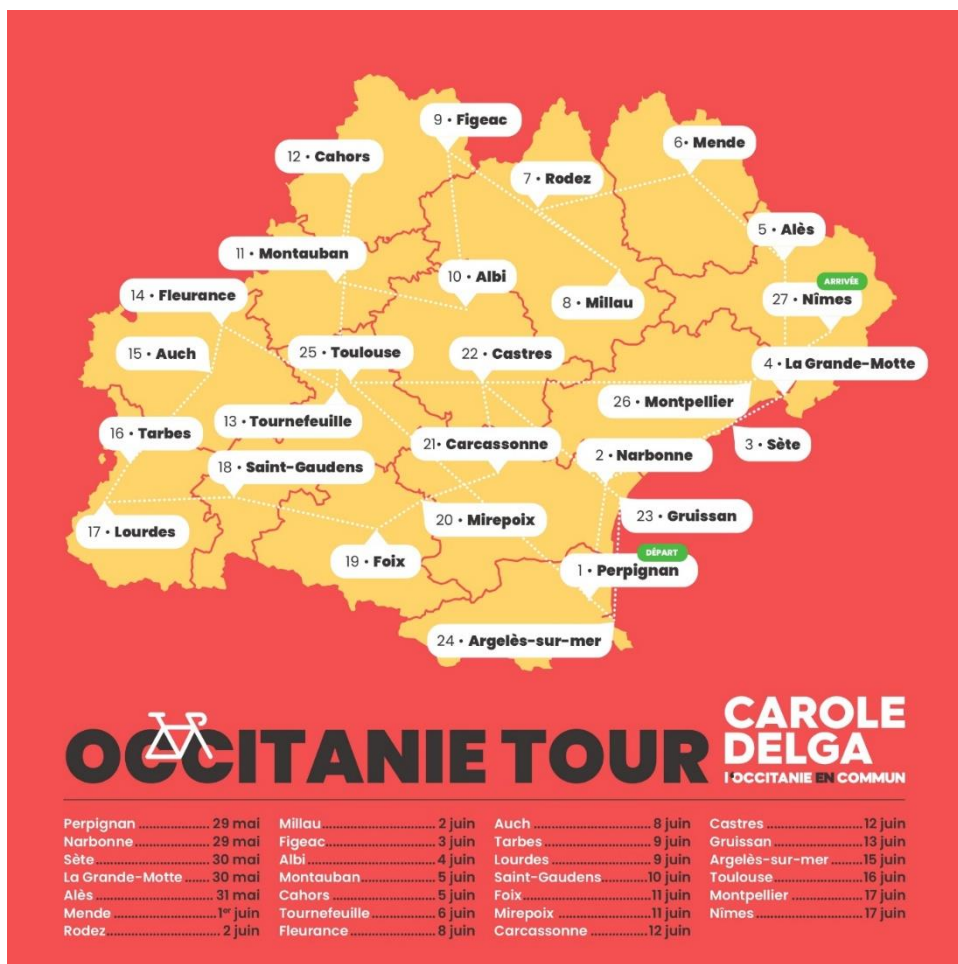 9 • Figeac
6• Mende
12 • Cahors
7 • Rodez
5 • Alès
11 • Montauban
10 • Albi
ARRIVÉE
14 • Fleurance
8 • Millau
27 • Nîmes
15 • Auch
25 • Toulouse
22 • Castres
4 • La Grande-Motte
26 • Montpellier
13 • Tournefeuille
16 • Tarbes
21• Carcassonne
3 • Sète
2 • Narbonne
18 • Saint-Gaudens
20 • Mirepoix
23 • Gruissan
17 • Lourdes
DÉPART
19 • Foix
1 • Perpignan
24 • Argelès-sur-mer
OCCITANIE TOUR
CAROLE
DELGA
l'OCCITANIE EN COMMUN
Perpignan ...................... 29 mai
Narbonne ...................... 29 mai
Sète ................................ 30 mai
La Grande-Motte ....... 30 mai
Alès ................................ 31 mai
Mende .......................... 1er juin
Rodez ............................. 2 juin
Millau ............................. 2 juin
Figeac ............................ 3 juin
Albi ................................. 4 juin
Montauban ................... 5 juin
Cahors ........................... 5 juin
Tournefeuille ................ 6 juin
Fleurance ...................... 8 juin
Auch ............................... 8 juin
Tarbes ............................ 9 juin
Lourdes .......................... 9 juin
Saint-Gaudens ............ 10 juin
Foix ................................ 11 juin
Mirepoix ........................ 11 juin
Carcassonne ................ 12 juin
Castres .......................... 12 juin
Gruissan ........................ 13 juin
Argelès-sur-mer .......... 15 juin
Toulouse ........................ 16 juin
Montpellier ................... 17 juin
Nîmes ............................. 17 juin